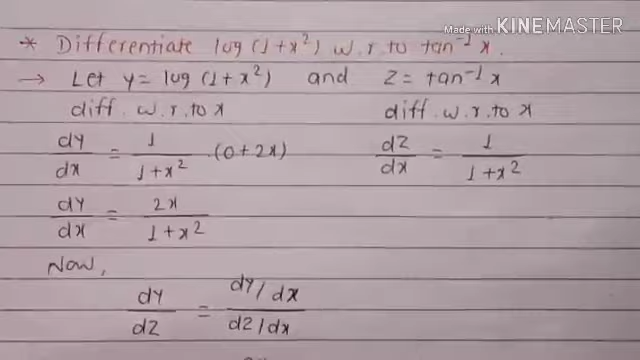 Made with KINEMASTER
* Differentiate log (1+x²) w.r.to tan⁻¹ x.
→ Let y = log (1+x²) and z = tan⁻¹x
diff. w.r.to x diff. w.r.to x
dy/dx = 1/1+x² .(0+2x) dz/dx = 1/1+x²
dy/dx = 2x/1+x²
Now,
dy/dz = dy/dx/dz/dx